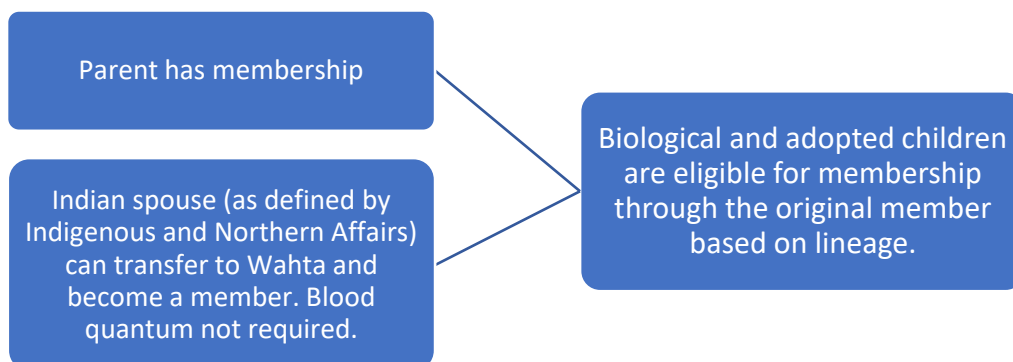 Parent has membership
Indian spouse (as defined by
Indigenous and Northern Affairs)
can transfer to Wahta and
become a member. Blood
quantum not required.
Biological and adopted children
are eligible for membership
through the original member
based on lineage.